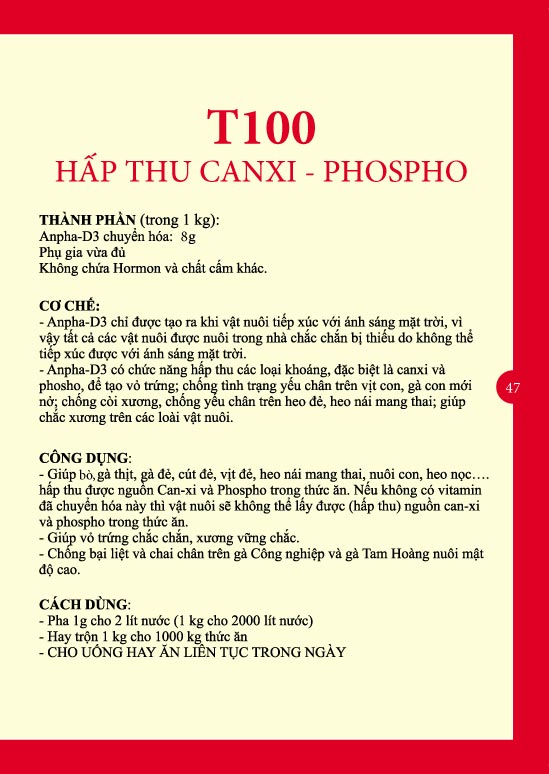 T100
HẤP THU CANXI - PHOSPHO
THÀNH PHẦN (trong 1 kg):
Anpha-D3 chuyển hóa: 8g
Phụ gia vừa đủ
Không chứa Hormon và chất cấm khác.
CƠ CHẾ:
- Anpha-D3 chỉ được tạo ra khi vật nuôi tiếp xúc với ánh sáng mặt trời, vì
vậy tất cả các vật nuôi được nuôi trong nhà chắc chắn bị thiếu do không thể
tiếp xúc được với ánh sáng mặt trời.
- Anpha-D3 có chức năng hấp thu các loại khoáng, đặc biệt là canxi và
phosho, để tạo vỏ trứng; chống tình trạng yếu chân trên vịt con, gà con mới
nở; chống còi xương, chống yếu chân trên heo đẻ, heo nái mang thai; giúp
chắc xương trên các loài vật nuôi.
47
CÔNG DỤNG:
- Giúp bò, gà thịt, gà đẻ, cút đẻ, vịt đẻ, heo nái mang thai, nuôi con, heo nọc….
hấp thu được nguồn Can-xi và Phospho trong thức ăn. Nếu không có vitamin
đã chuyển hóa này thì vật nuôi sẽ không thể lấy được (hấp thu) nguồn can-xi
và phospho trong thức ăn.
- Giúp vỏ trứng chắc chắn, xương vững chắc.
- Chống bại liệt và chai chân trên gà Công nghiệp và gà Tam Hoàng nuôi mật
độ cao.
CÁCH DÙNG:
- Pha 1g cho 2 lít nước (1 kg cho 2000 lít nước)
- Hay trộn 1 kg cho 1000 kg thức ăn
- CHO UỐNG HAY ĂN LIÊN TỤC TRONG NGÀY